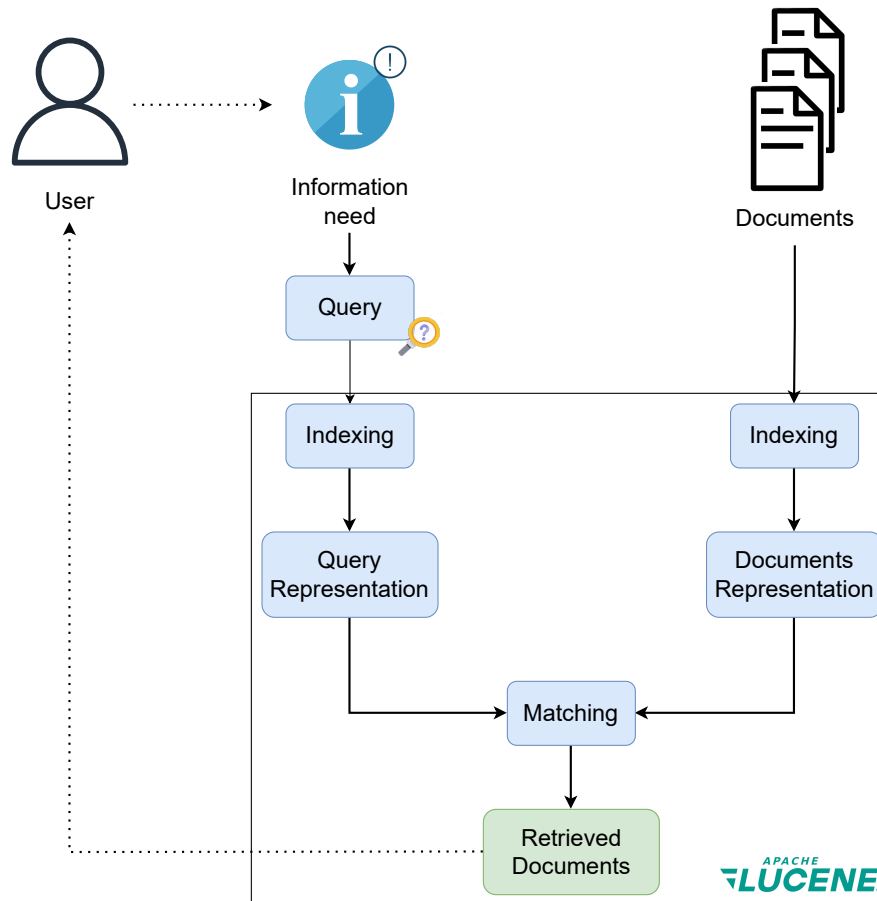 User
Information
need
Documents
Query
?
Indexing
Indexing
Query
Representation
Documents
Representation
Matching
Retrieved
Documents
APACHE
LUCENE